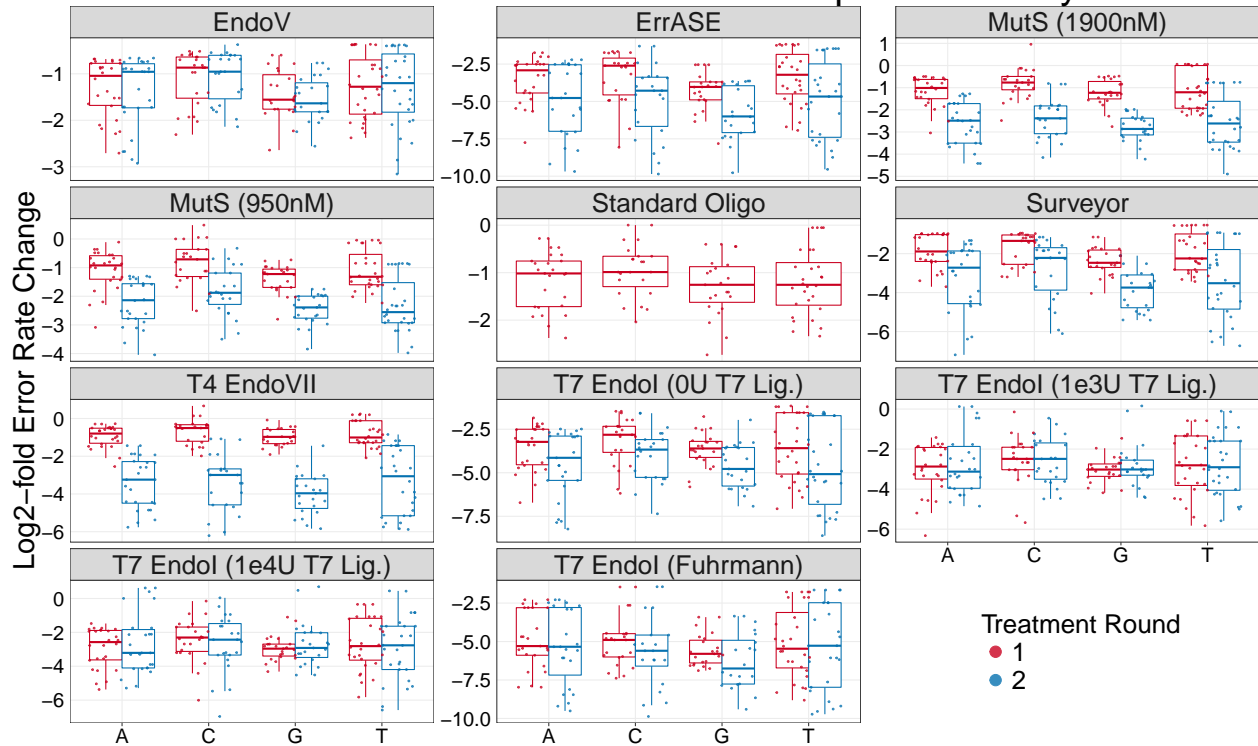 EndoV
ErrASE
MutS (1900nM)
−1
−2
−3
−2.5
−5.0
−7.5
−10.0
1
0
−1
−2
−3
−4
−5
MutS (950nM)
Standard Oligo
Surveyor
0
−1
−2
−3
−4
0
−1
−2
−2
−4
−6
Log2−fold Error Rate Change
T4 EndoVII
T7 EndoI (0U T7 Lig.)
T7 EndoI (1e3U T7 Lig.)
0
−2
−4
−6
−2.5
−5.0
−7.5
0
−2
−4
−6
A C G T
T7 EndoI (1e4U T7 Lig.)
T7 EndoI (Fuhrmann)
0
−2
−4
−6
−2.5
−5.0
−7.5
−10.0
A C G T
A C G T
Treatment Round
1
2